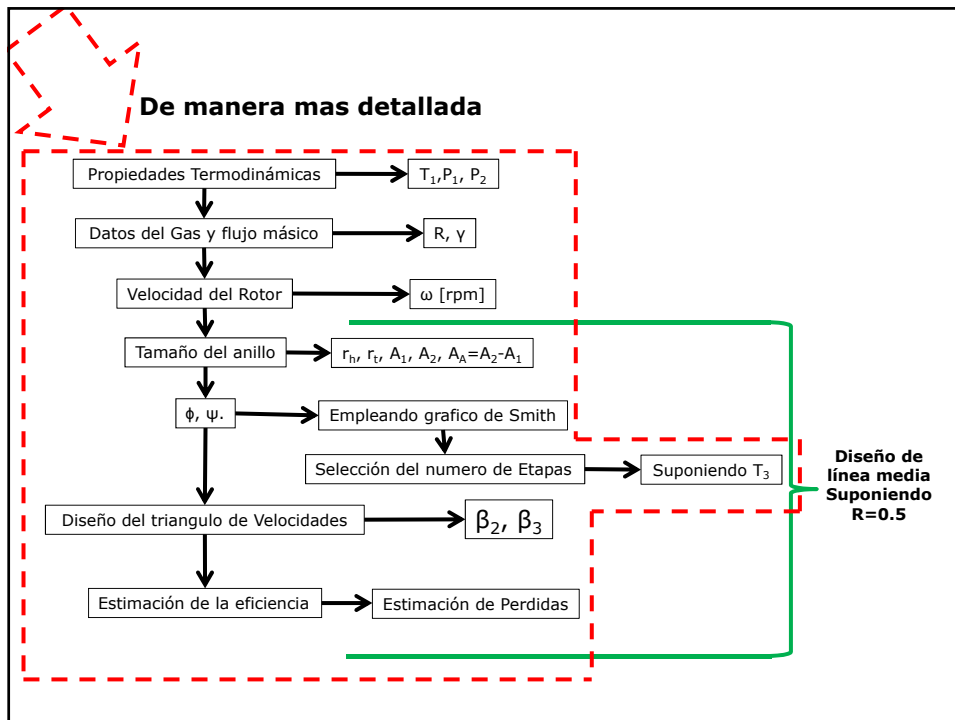 De manera mas detallada
Propiedades Termodinámicas
T₁,P₁, P₂
Datos del Gas y flujo másico
R, γ
Velocidad del Rotor
ω [rpm]
Tamaño del anillo
rₕ, rₜ, A₁, A₂, A_A=A₂-A₁
ϕ, ψ.
Empleando grafico de Smith
Selección del numero de Etapas
Suponiendo T₃
Diseño del triangulo de Velocidades
β₂, β₃
Estimación de la eficiencia
Estimación de Perdidas
Diseño de
línea media
Suponiendo
R=0.5